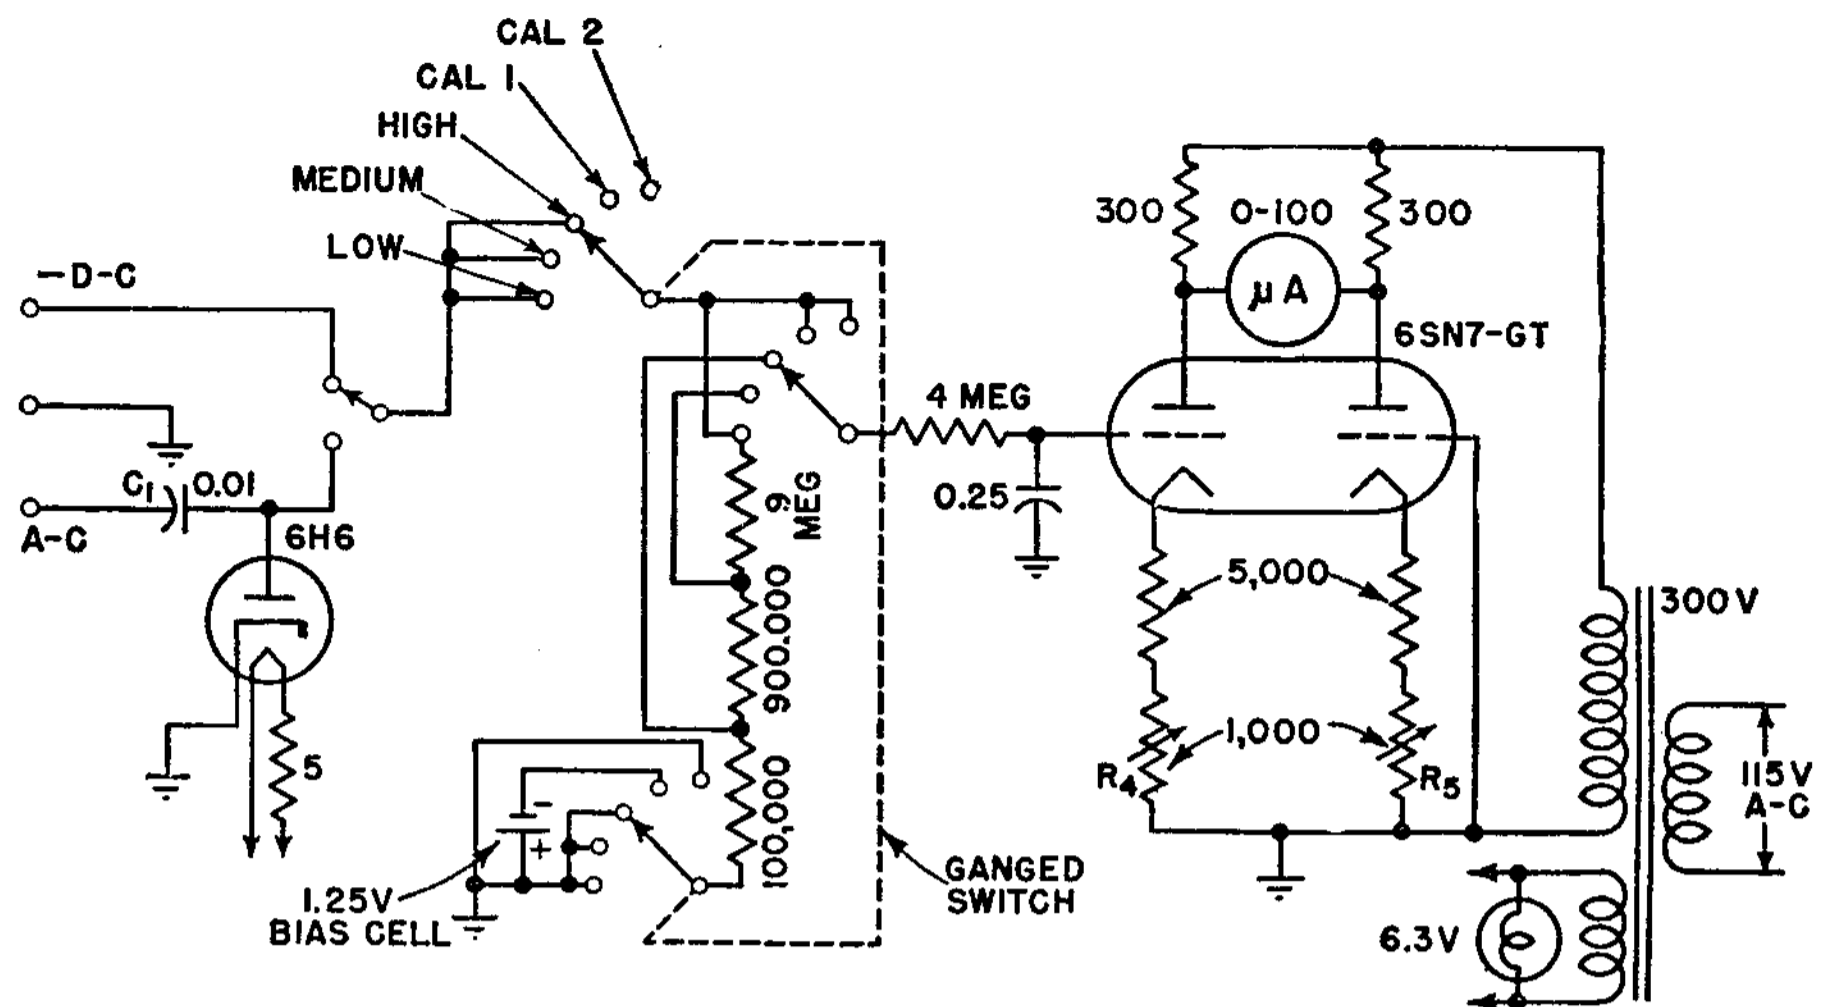 CAL 2
CAL 1
HIGH
MEDIUM
LOW
—D-C
C1
0.01
A-C
6H6
5
1.25V
BIAS CELL
-
+
9
MEG
900.000
100,000
GANGED
SWITCH
4 MEG
0.25
300
0-100
300
μA
6SN7-GT
5,000
1,000
R4
R5
300V
115V
A-C
6.3V